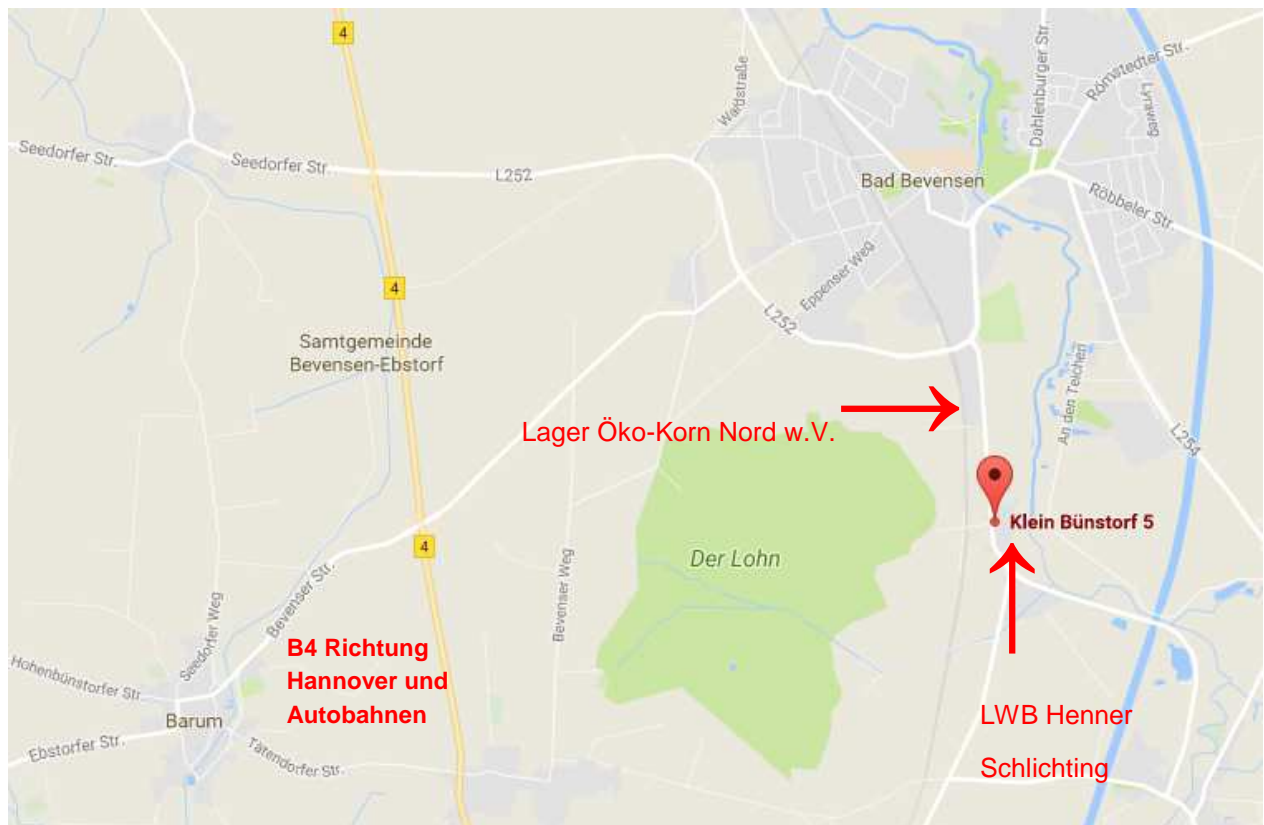 4
Waldstraße
Dahlenburger Str.
Römstedter Str.
Lyraweg
Seedorfer Str.
Seedorfer Str.
L252
Bad Bevensen
Röbbeler Str.
Eppenser Weg
4
L252
Samtgemeinde
Bevensen-Ebstorf
An den Teichen
Lager Öko-Korn Nord w.V.
L254
Klein Bünstorf 5
4
Der Lohn
Bevenser Str.
Bevenser Weg
Seedorfer Weg
B4 Richtung
Hannover und
Autobahnen
Hohenbünstorfer Str.
Barum
LWB Henner
Schlichting
Ebstorfer Str.
Tätendorfer Str.